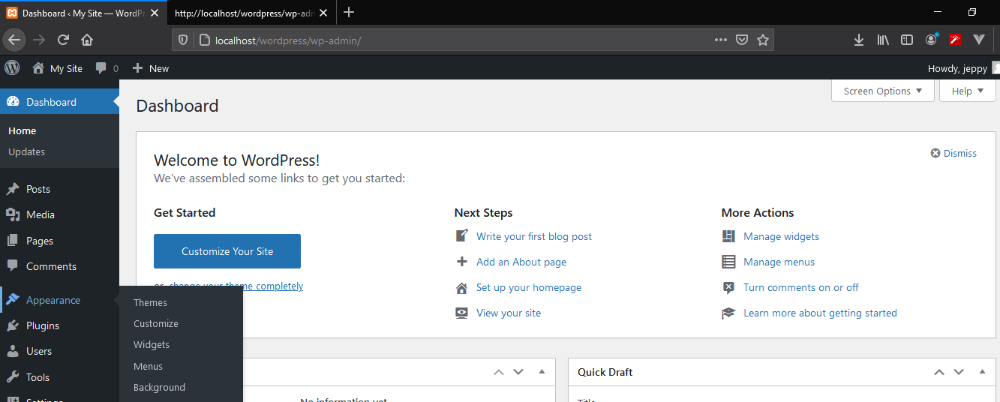 Dashboard ‹ My Site — WordPr
http://localhost/wordpress/wp-adm
localhost/wordpress/wp-admin/
My Site
0
New
Howdy, jeppy
Dashboard
Home
Updates
Posts
Media
Pages
Comments
Appearance
Plugins
Users
Tools
Settings
Themes
Customize
Widgets
Menus
Background
Dashboard
Screen Options
Help
Welcome to WordPress!
We've assembled some links to get you started:
Dismiss
Get Started
Customize Your Site
or, change your theme completely
Next Steps
Write your first blog post
Add an About page
Set up your homepage
View your site
More Actions
Manage widgets
Manage menus
Turn comments on or off
Learn more about getting started
No information yet
Quick Draft
Title